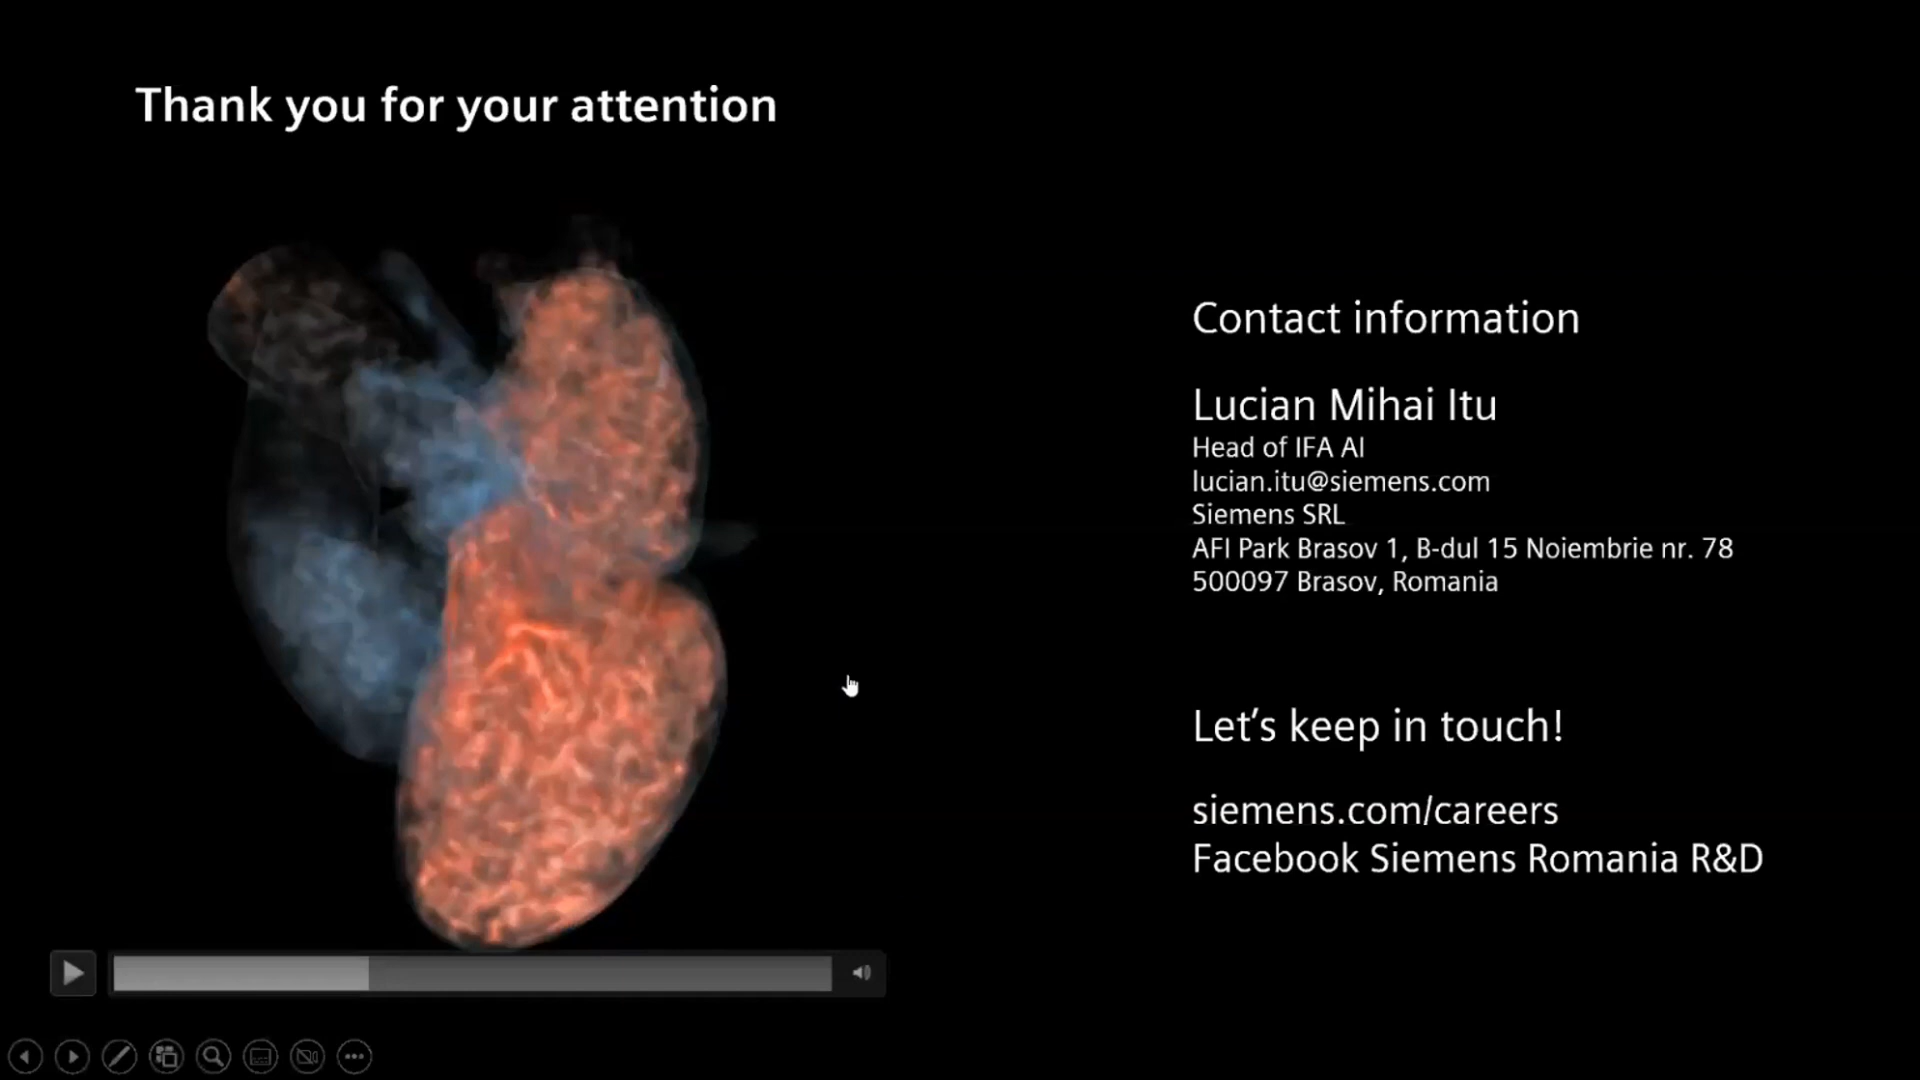 Thank you for your attention
Contact information
Lucian Mihai Itu
Head of IFA AI
lucian.itu@siemens.com
Siemens SRL
AFI Park Brasov 1, B-dul 15 Noiembrie nr. 78
500097 Brasov, Romania
Let’s keep in touch!
siemens.com/careers
Facebook Siemens Romania R&D